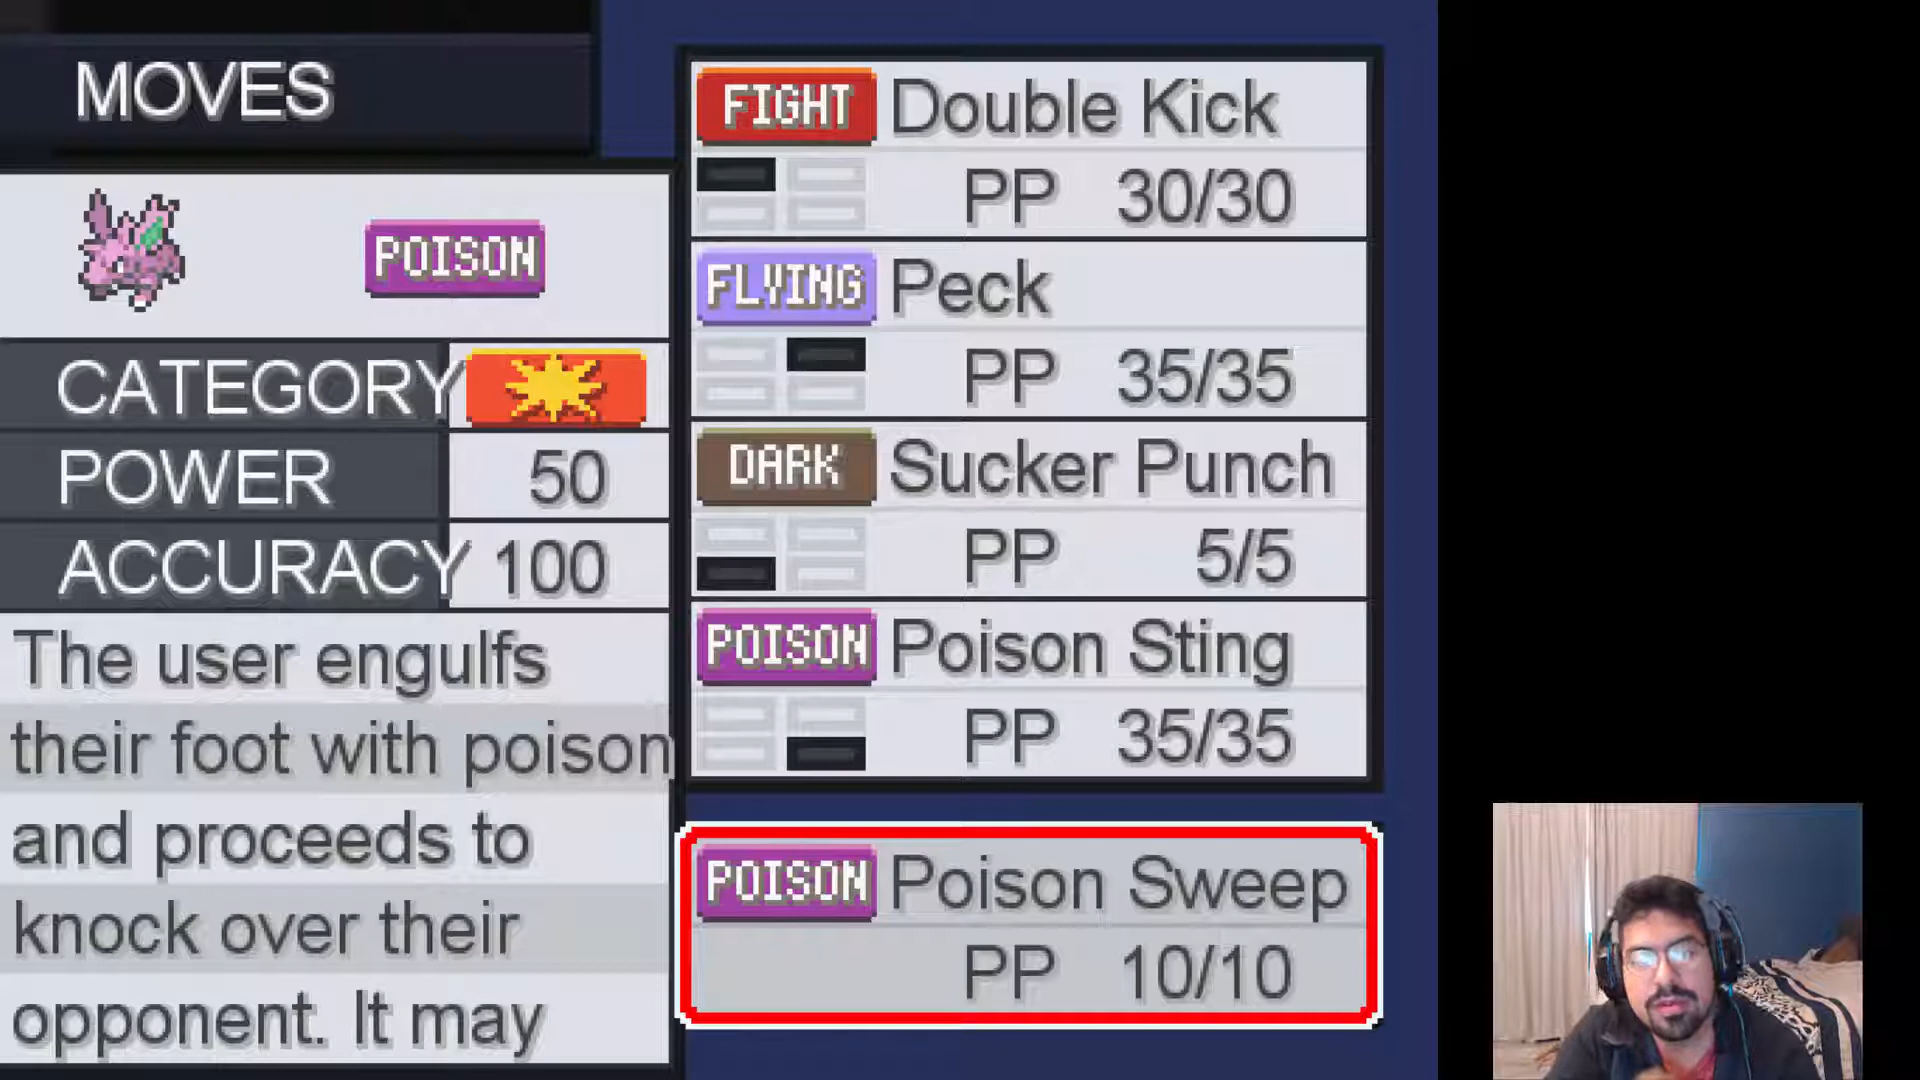 MOVES
POISON
CATEGORY
POWER 50
ACCURACY 100
The user engulfs
their foot with poison
and proceeds to
knock over their
opponent. It may
FIGHT Double Kick
PP 30/30
FLYING Peck
PP 35/35
DARK Sucker Punch
PP 5/5
POISON Poison Sting
PP 35/35
POISON Poison Sweep
PP 10/10